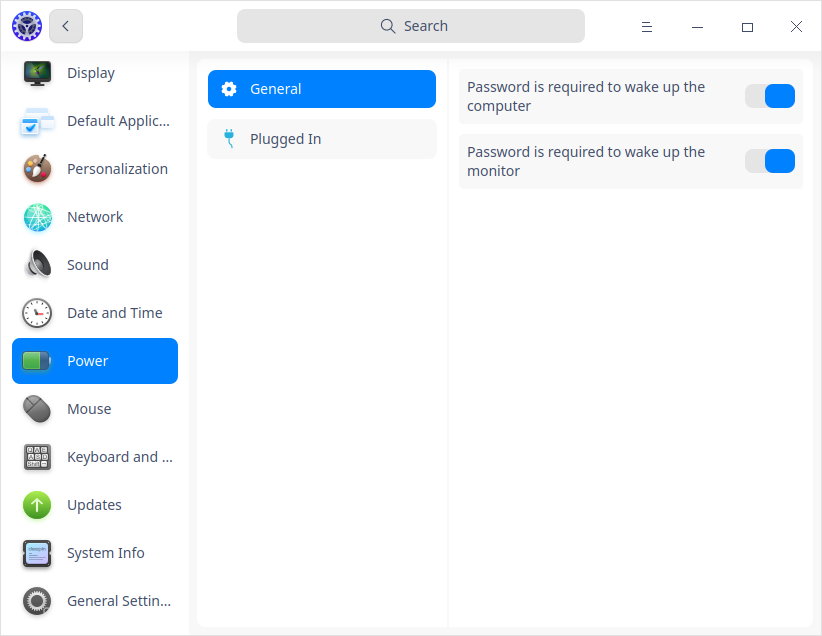 Search
Display
Default Applic...
Personalization
Network
Sound
Date and Time
Power
Mouse
Keyboard and ...
Updates
System Info
General Settin...
General
Plugged In
Password is required to wake up the
computer
Password is required to wake up the
monitor